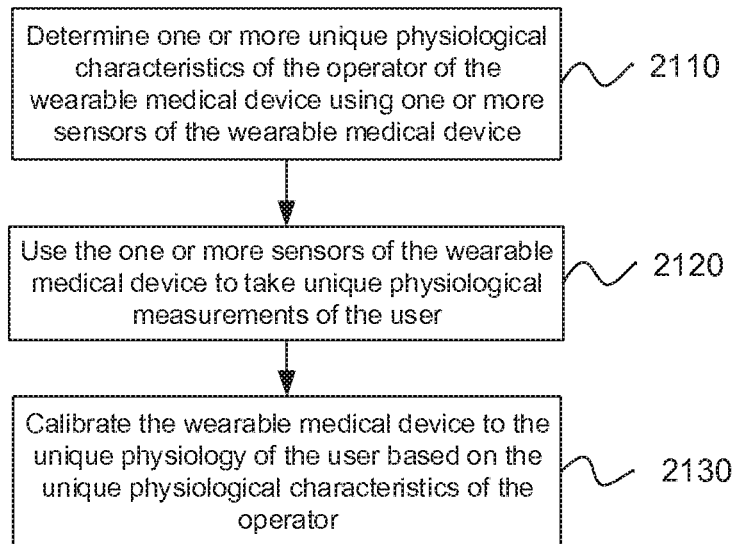 Determine one or more unique physiological
characteristics of the operator of the
wearable medical device using one or more
sensors of the wearable medical device
2110
Use the one or more sensors of the wearable
medical device to take unique physiological
measurements of the user
2120
Calibrate the wearable medical device to the
unique physiology of the user based on the
unique physiological characteristics of the
operator
2130